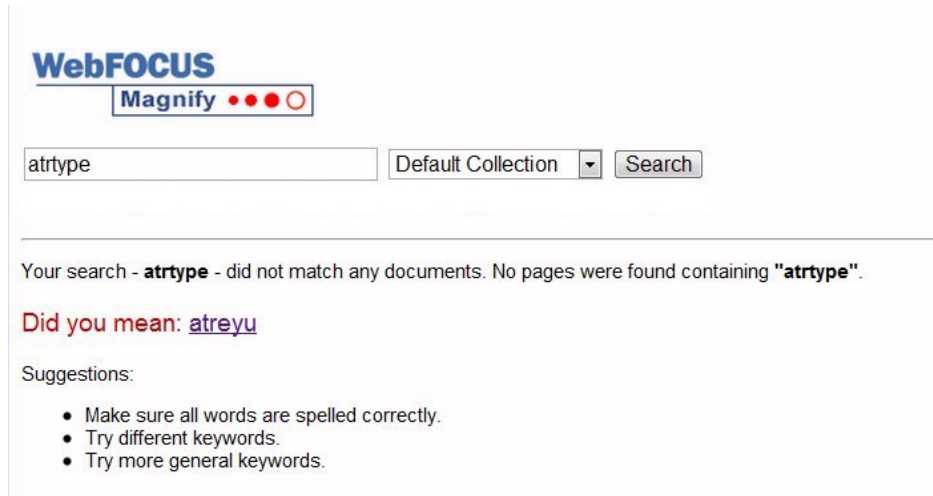 WebFOCUS
Magnify
atrtype Default Collection Search
Your search - atrtype - did not match any documents. No pages were found containing "atrtype".
Did you mean: atreyu
Suggestions:
• Make sure all words are spelled correctly.
• Try different keywords.
• Try more general keywords.